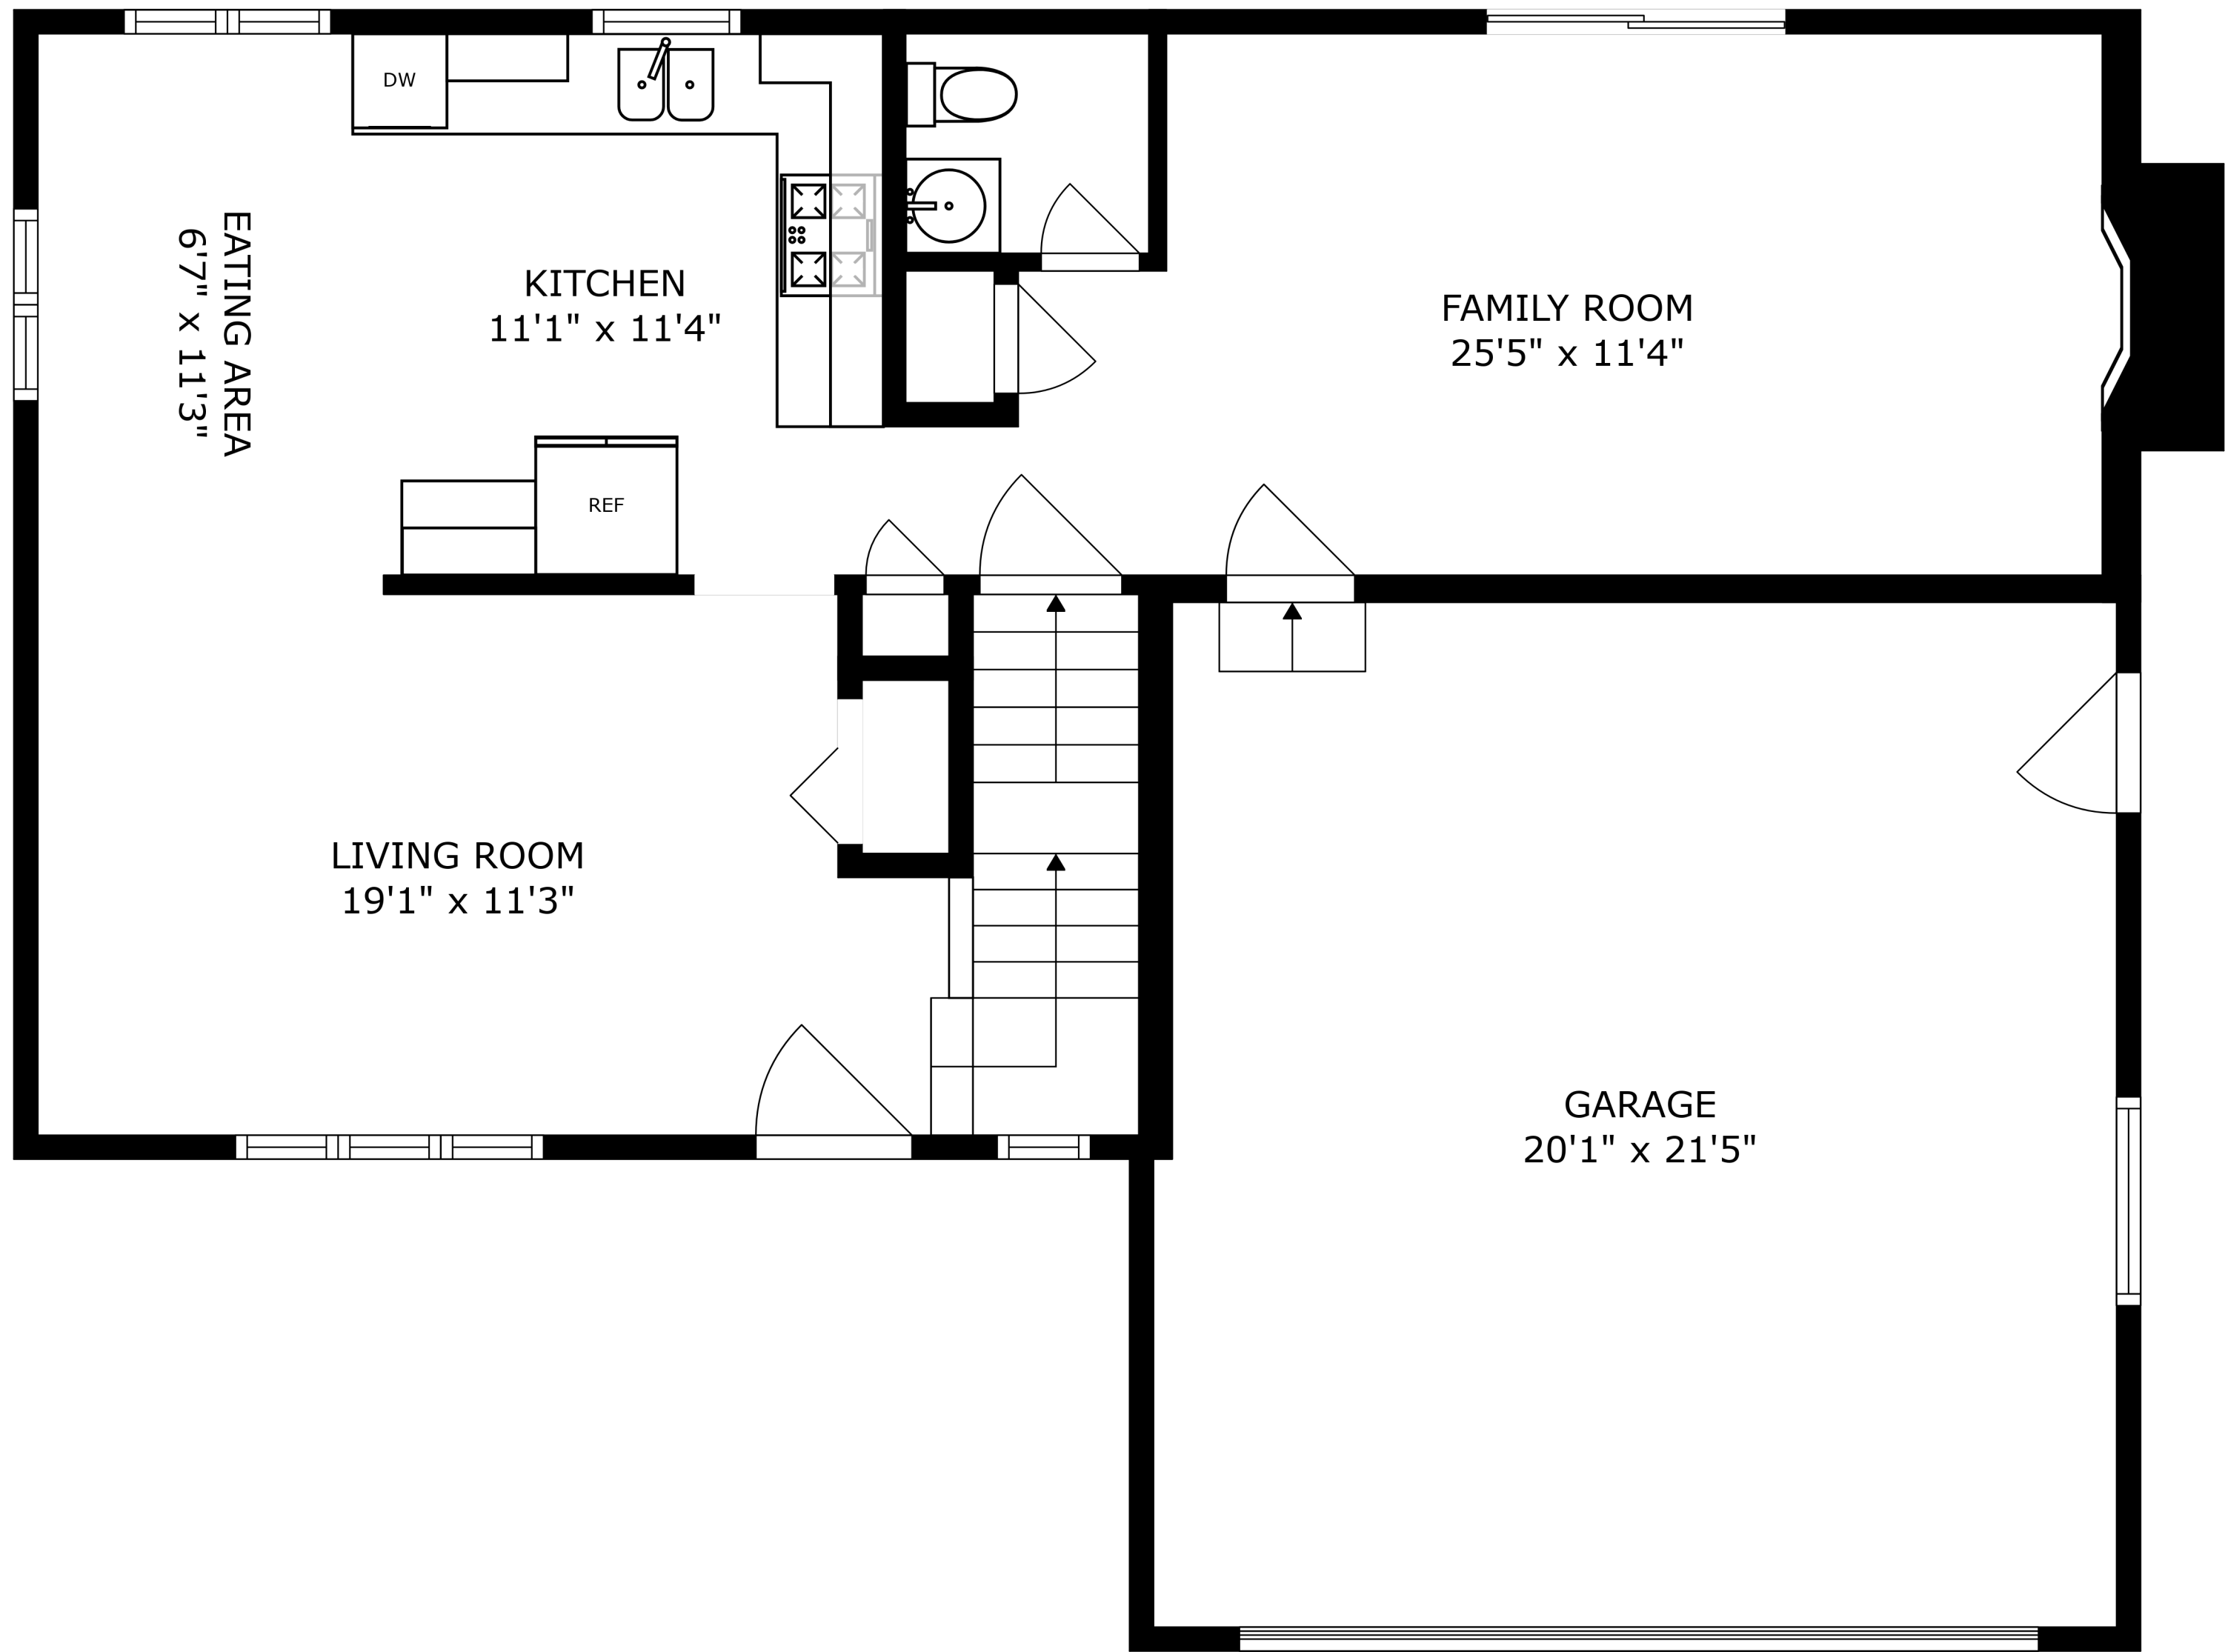 DW
EATING AREA
6'7" x 11'3"
KITCHEN
11'1" x 11'4"
FAMILY ROOM
25'5" x 11'4"
REF
LIVING ROOM
19'1" x 11'3"
GARAGE
20'1" x 21'5"